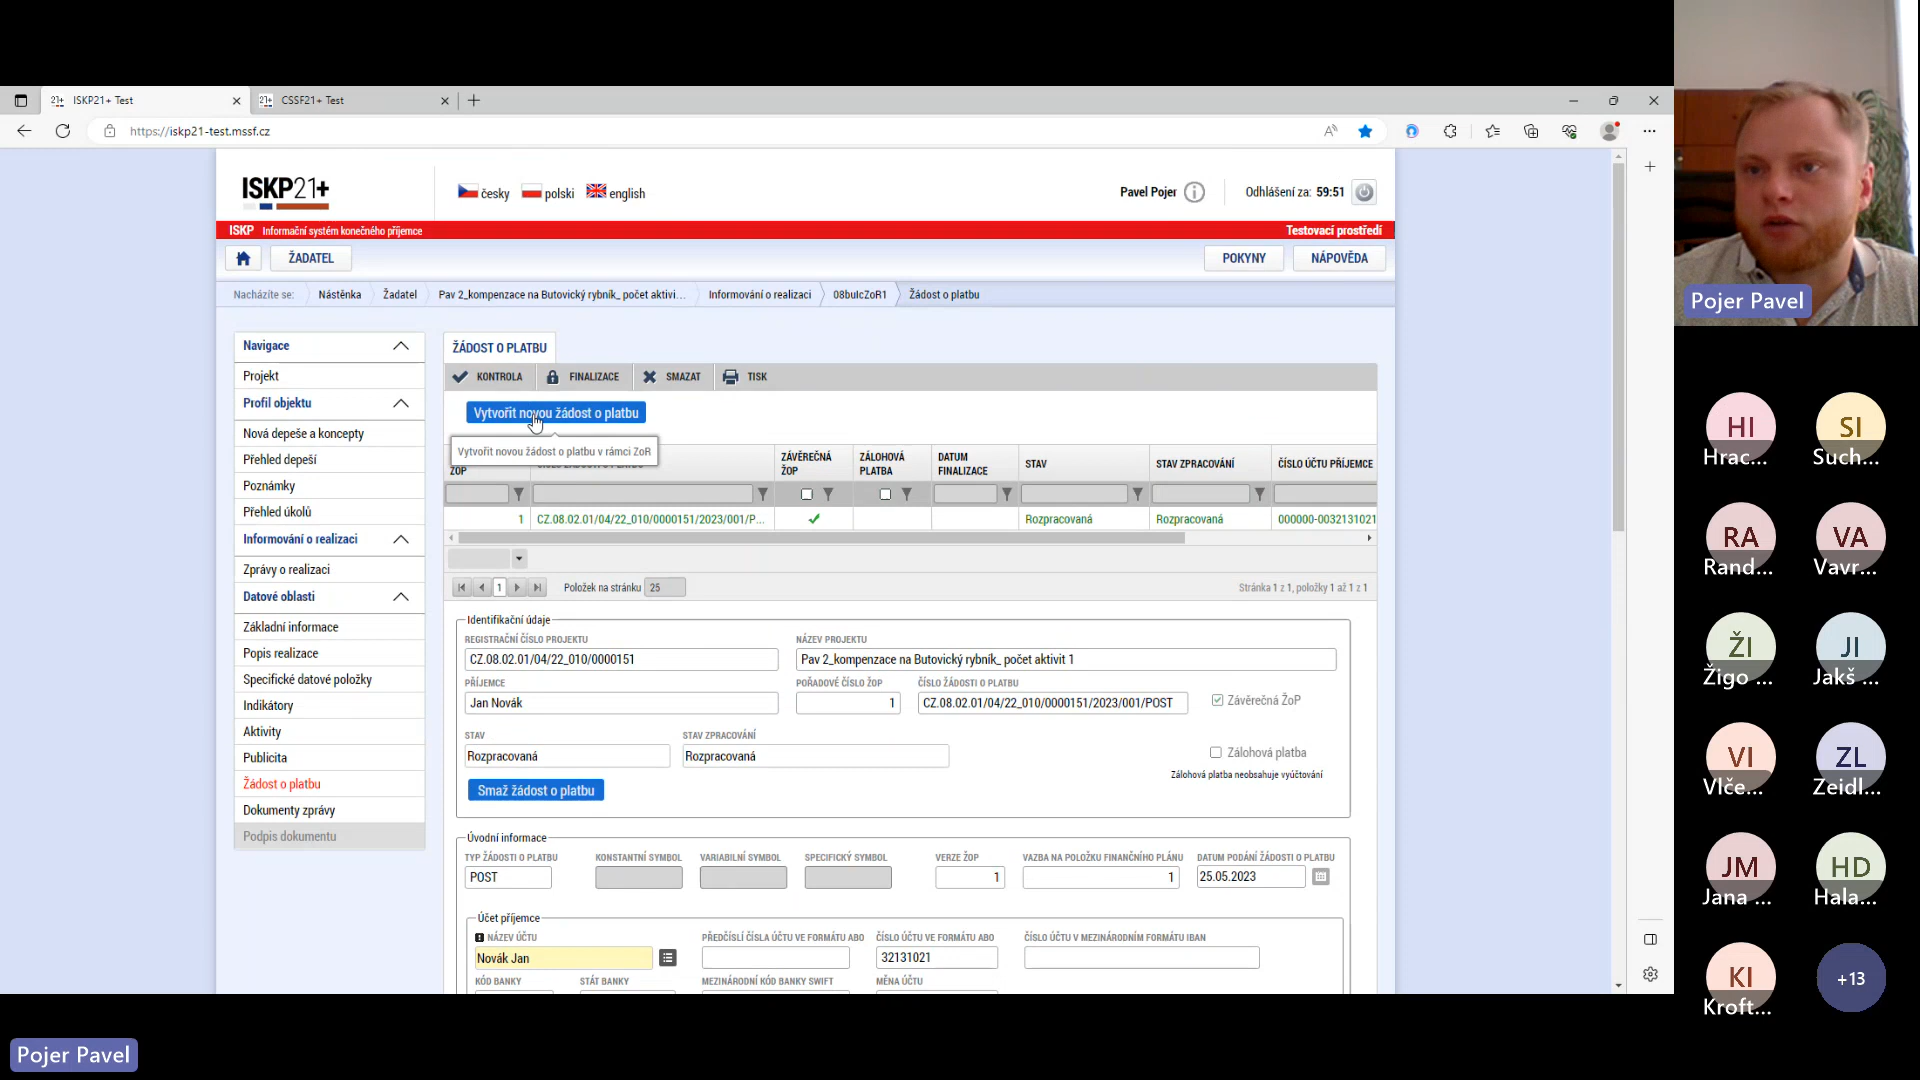 ISKP21+ Test
CSSF21+ Test
https://iskp21-test.mssf.cz
ISKP21+
česky
polski
english
Pavel Pojer
Odhlášení za: 59:51
ISKP Informační systém konečného příjemce
Testovací prostředí
ŽADATEL
POKYNY
NÁPOVĚDA
Nacházíte se: Nástěnka Žadatel Pav 2_kompenzace na Butovický rybník_ počet aktivi... Informování o realizaci 08buIcZoR1 Žádost o platbu
Navigace
Projekt
Profil objektu
Nová depeše a koncepty
Přehled depeší
Poznámky
Přehled úkolů
Informování o realizaci
Zprávy o realizaci
Datové oblasti
Základní informace
Popis realizace
Specifické datové položky
Indikátory
Aktivity
Publicita
Žádost o platbu
Dokumenty zprávy
Podpis dokumentu
ŽÁDOST O PLATBU
KONTROLA FINALIZACE SMAZAT TISK
Vytvořit novou žádost o platbu
Vytvořit novou žádost o platbu v rámci ZoR
ŽOP
ZÁVĚREČNÁ ŽOP
ZÁLOHOVÁ PLATBA
DATUM FINALIZACE
STAV
STAV ZPRACOVÁNÍ
ČÍSLO ÚČTU PŘÍJEMCE
1 CZ.08.02.01/04/22_010/0000151/2023/001/P... Rozpracovaná Rozpracovaná 000000-0032131021
1 Položek na stránku 25 Stránka 1 z 1, položky 1 až 1 z 1
Identifikační údaje
REGISTRAČNÍ ČÍSLO PROJEKTU NÁZEV PROJEKTU
CZ.08.02.01/04/22_010/0000151 Pav 2_kompenzace na Butovický rybník_ počet aktivit 1
PŘÍJEMCE POŘADOVÉ ČÍSLO ŽOP ČÍSLO ŽÁDOSTI O PLATBU
Jan Novák 1 CZ.08.02.01/04/22_010/0000151/2023/001/POST Závěrečná ŽoP
STAV STAV ZPRACOVÁNÍ
Rozpracovaná Rozpracovaná Zálohová platba
Zálohová platba neobsahuje vyúčtování
Smaž žádost o platbu
Úvodní informace
TYP ŽÁDOSTI O PLATBU KONSTANTNÍ SYMBOL VARIABILNÍ SYMBOL SPECIFICKÝ SYMBOL VERZE ŽOP VAZBA NA POLOŽKU FINANČNÍHO PLÁNU DATUM PODÁNÍ ŽÁDOSTI O PLATBU
POST 1 1 25.05.2023
Účet příjemce
NÁZEV ÚČTU PŘEDČÍSLÍ ČÍSLA ÚČTU VE FORMÁTU ABO ČÍSLO ÚČTU VE FORMÁTU ABO ČÍSLO ÚČTU V MEZINÁRODNÍM FORMÁTU IBAN
Novák Jan 32131021
KÓD BANKY STÁT BANKY MEZINÁRODNÍ KÓD BANKY SWIFT MĚNA ÚČTU
Pojer Pavel
HI SI
Hrac... Such...
RA VA
Rand... Vavr...
ŽI JI
Žigo ... Jakš ...
VI ZL
Vlče... Zeidl...
JM HD
Jana ... Hala...
KI +13
Kroft...
Pojer Pavel